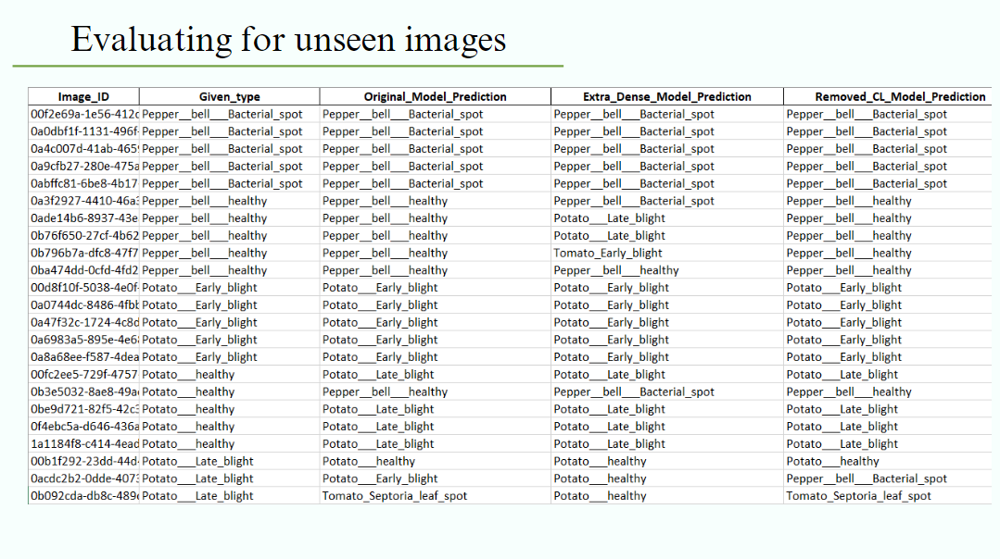 Evaluating for unseen images
Image_ID Given_type Original_Model_Prediction Extra_Dense_Model_Prediction Removed_CL_Model_Prediction
00f2e69a-1e56-412c Pepper__bell___Bacterial_spot Pepper__bell___Bacterial_spot Pepper__bell___Bacterial_spot Pepper__bell___Bacterial_spot
0a0dbf1f-1131-496f- Pepper__bell___Bacterial_spot Pepper__bell___Bacterial_spot Pepper__bell___Bacterial_spot Pepper__bell___Bacterial_spot
0a4c007d-41ab-465 Pepper__bell___Bacterial_spot Pepper__bell___Bacterial_spot Pepper__bell___Bacterial_spot Pepper__bell___Bacterial_spot
0a9cfb27-280e-475a Pepper__bell___Bacterial_spot Pepper__bell___Bacterial_spot Pepper__bell___Bacterial_spot Pepper__bell___Bacterial_spot
0abffc81-6be8-4b17 Pepper__bell___Bacterial_spot Pepper__bell___Bacterial_spot Pepper__bell___Bacterial_spot Pepper__bell___Bacterial_spot
0a3f2927-4410-46a Pepper__bell___healthy Pepper__bell___healthy Pepper__bell___Bacterial_spot Pepper__bell___healthy
0ade14b6-8937-43e Pepper__bell___healthy Pepper__bell___healthy Potato___Late_blight Pepper__bell___healthy
0b76f650-27cf-4b62 Pepper__bell___healthy Pepper__bell___healthy Potato___Late_blight Pepper__bell___healthy
0b796b7a-dfc8-47f7 Pepper__bell___healthy Pepper__bell___healthy Tomato_Early_blight Pepper__bell___healthy
0ba474dd-0cfd-4fd2 Pepper__bell___healthy Pepper__bell___healthy Pepper__bell___healthy Pepper__bell___healthy
00d8f10f-5038-4e0f- Potato___Early_blight Potato___Early_blight Potato___Early_blight Potato___Early_blight
0a0744dc-8486-4fbb Potato___Early_blight Potato___Early_blight Potato___Early_blight Potato___Early_blight
0a47f32c-1724-4c8d Potato___Early_blight Potato___Early_blight Potato___Early_blight Potato___Early_blight
0a6983a5-895e-4e6 Potato___Early_blight Potato___Early_blight Potato___Early_blight Potato___Early_blight
0a8a68ee-f587-4dea Potato___Early_blight Potato___Early_blight Potato___Early_blight Potato___Early_blight
00fc2ee5-729f-4757 Potato___healthy Potato___Late_blight Potato___Late_blight Potato___Late_blight
0b3e5032-8ae8-49a Potato___healthy Pepper__bell___healthy Pepper__bell___Bacterial_spot Pepper__bell___healthy
0be9d721-82f5-42c Potato___healthy Potato___Late_blight Potato___Late_blight Potato___Late_blight
0f4ebc5a-d646-436a Potato___healthy Potato___Late_blight Potato___Late_blight Potato___Late_blight
1a1184f8-c414-4ead Potato___healthy Potato___Late_blight Potato___Late_blight Potato___Late_blight
00b1f292-23dd-44d Potato___Late_blight Potato___healthy Potato___healthy Potato___healthy
0acdc2b2-0dde-407 Potato___Late_blight Potato___Early_blight Potato___healthy Pepper__bell___Bacterial_spot
0b092cda-db8c-489 Potato___Late_blight Tomato_Septoria_leaf_spot Potato___healthy Tomato_Septoria_leaf_spot